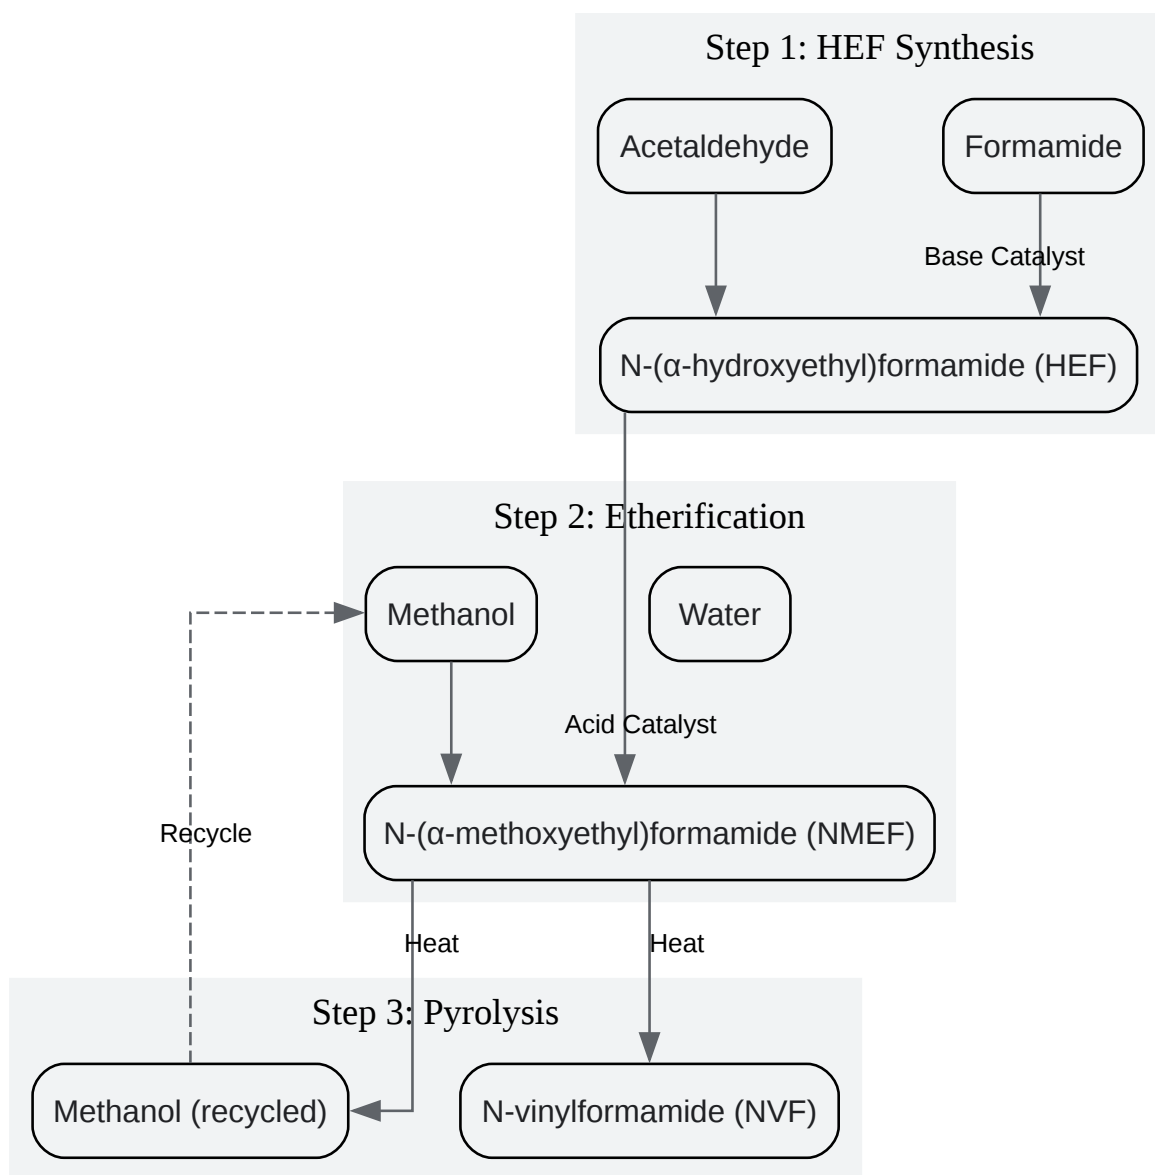 Step 1: HEF Synthesis
Acetaldehyde
Formamide
Base Catalyst
N-(α-hydroxyethyl)formamide (HEF)
Step 2: Etherification
Methanol
Water
Acid Catalyst
N-(α-methoxyethyl)formamide (NMEF)
Recycle
Heat
Heat
Step 3: Pyrolysis
Methanol (recycled)
N-vinylformamide (NVF)